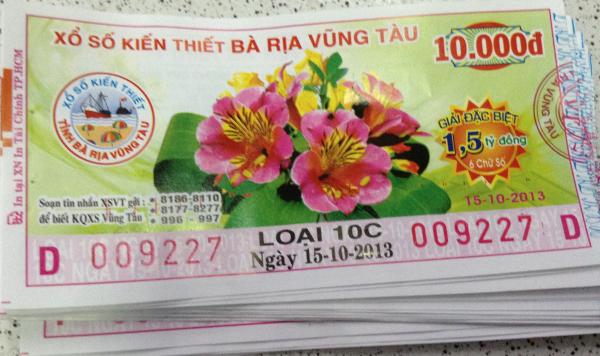 XỔ SỐ KIẾN THIẾT BÀ RỊA VŨNG TÀU
10.000đ
XỔ SỐ KIẾN THIẾT
TỈNH BÀ RỊA VŨNG TÀU
GIẢI ĐẶC BIỆT
1,5 tỷ đồng
6 Chữ Số
15-10-2013
VŨNG TÀU
In tại XN In Tài Chính TP.HCM
Soạn tin nhắn XSVT gửi : * 8186-8110
* 8177-8277
để biết KQXS Vũng Tàu * 996 - 997
D 009227 LOẠI 10C 009227 D
Ngày 15-10-2013